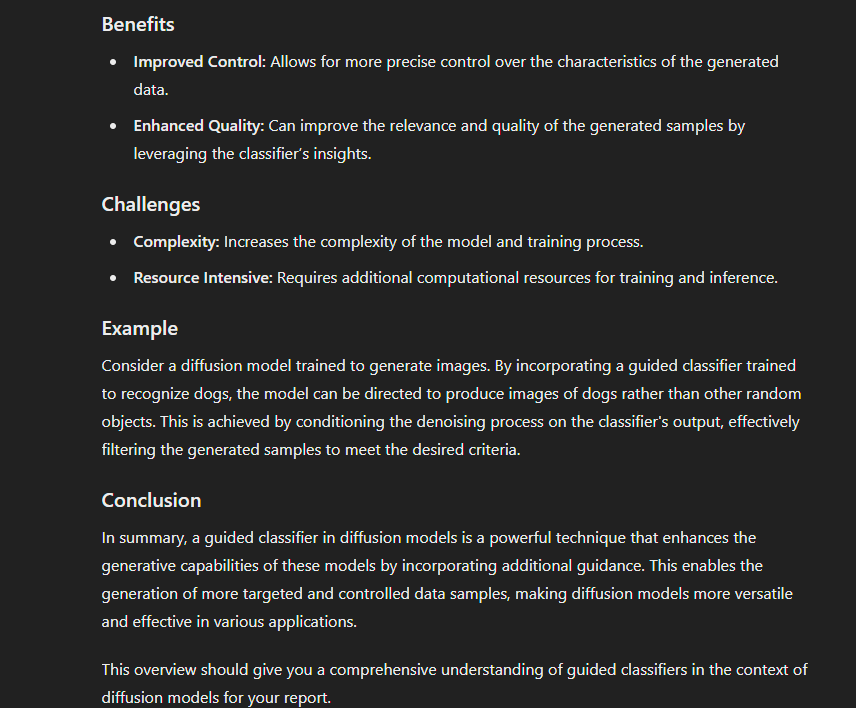 Benefits
• Improved Control: Allows for more precise control over the characteristics of the generated
data.
• Enhanced Quality: Can improve the relevance and quality of the generated samples by
leveraging the classifier’s insights.
Challenges
• Complexity: Increases the complexity of the model and training process.
• Resource Intensive: Requires additional computational resources for training and inference.
Example
Consider a diffusion model trained to generate images. By incorporating a guided classifier trained
to recognize dogs, the model can be directed to produce images of dogs rather than other random
objects. This is achieved by conditioning the denoising process on the classifier's output, effectively
filtering the generated samples to meet the desired criteria.
Conclusion
In summary, a guided classifier in diffusion models is a powerful technique that enhances the
generative capabilities of these models by incorporating additional guidance. This enables the
generation of more targeted and controlled data samples, making diffusion models more versatile
and effective in various applications.
This overview should give you a comprehensive understanding of guided classifiers in the context of
diffusion models for your report.